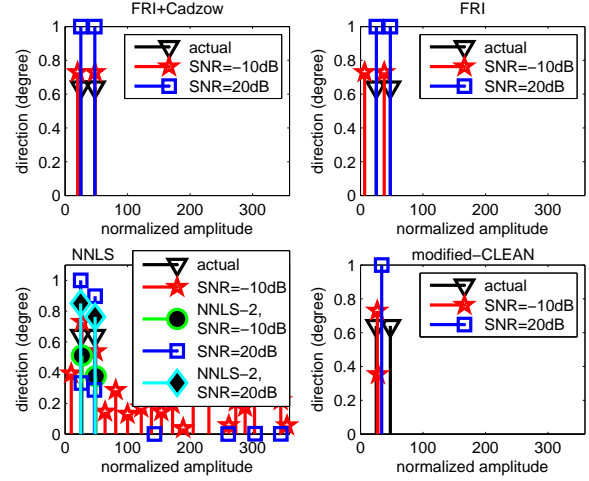 FRI+Cadzow
direction (degree)
1
0.8
0.6
0.4
0.2
0
actual
SNR=−10dB
SNR=20dB
0 100 200 300
normalized amplitude
FRI
direction (degree)
1
0.8
0.6
0.4
0.2
0
actual
SNR=−10dB
SNR=20dB
0 100 200 300
normalized amplitude
NNLS
direction (degree)
1
0.8
0.6
0.4
0.2
0
actual
SNR=−10dB
NNLS−2,
SNR=−10dB
SNR=20dB
NNLS−2,
SNR=20dB
0 100 200 300
normalized amplitude
modified−CLEAN
direction (degree)
1
0.8
0.6
0.4
0.2
0
actual
SNR=−10dB
SNR=20dB
0 100 200 300
normalized amplitude